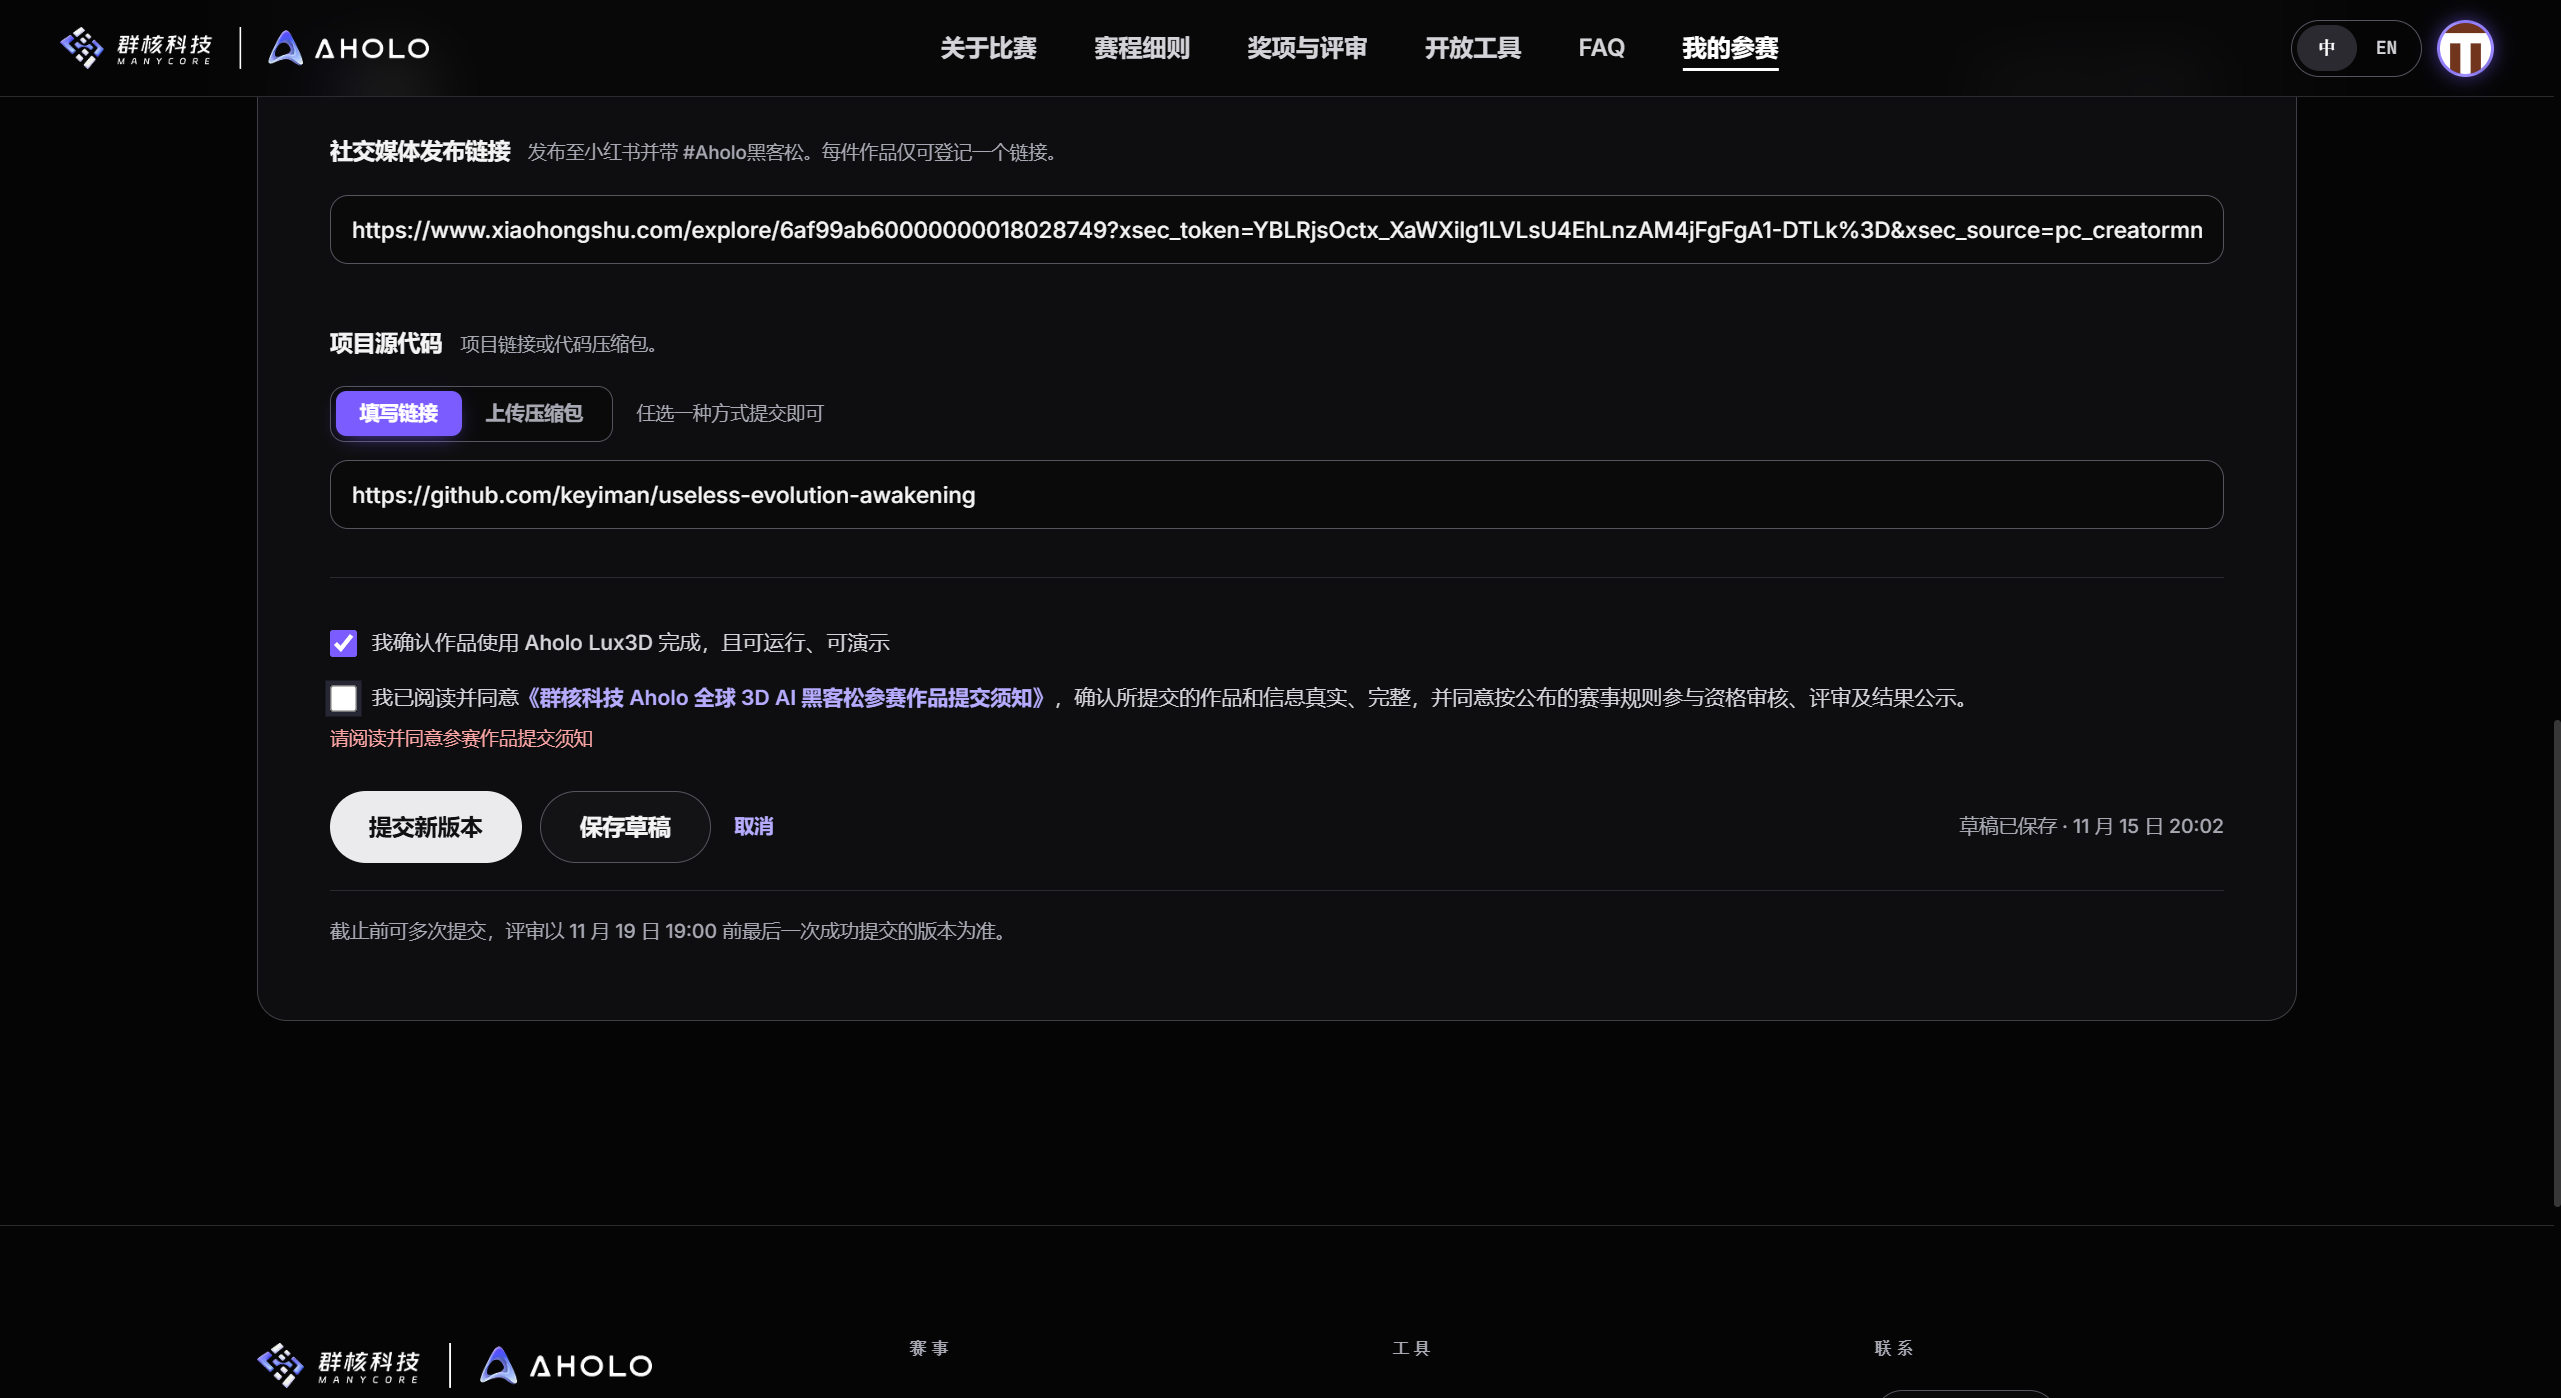 群核科技
MANYCORE
AHOLO
关于比赛
赛程细则
奖项与评审
开放工具
FAQ
我的参赛
中
EN
社交媒体发布链接 发布至小红书并带 #Aholo黑客松。每件作品仅可登记一个链接。
https://www.xiaohongshu.com/explore/6af99ab60000000018028749?xsec_token=YBLRjsOctx_XaWXilg1LVLsU4EhLnzAM4jFgFgA1-DTLk%3D&xsec_source=pc_creatormn
项目源代码 项目链接或代码压缩包。
填写链接 上传压缩包 任选一种方式提交即可
https://github.com/keyiman/useless-evolution-awakening
我确认作品使用 Aholo Lux3D 完成，且可运行、可演示
我已阅读并同意《群核科技 Aholo 全球 3D AI 黑客松参赛作品提交须知》，确认所提交的作品和信息真实、完整，并同意按公布的赛事规则参与资格审核、评审及结果公示。
请阅读并同意参赛作品提交须知
提交新版本 保存草稿 取消 草稿已保存 · 11 月 15 日 20:02
截止前可多次提交，评审以 11 月 19 日 19:00 前最后一次成功提交的版本为准。
群核科技
MANYCORE
AHOLO
赛事
工具
联系